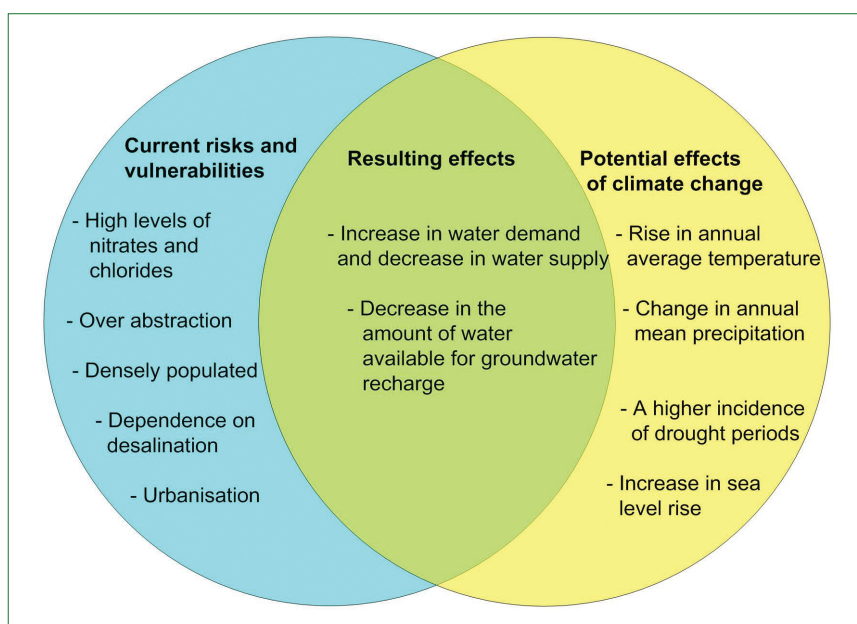 Current risks and
vulnerabilities
- High levels of
nitrates and
chlorides
- Over abstraction
- Densely populated
- Dependence on
desalination
- Urbanisation
Resulting effects
- Increase in water demand
and decrease in water supply
- Decrease in the
amount of water
available for groundwater
recharge
Potential effects
of climate change
- Rise in annual
average temperature
- Change in annual
mean precipitation
- A higher incidence
of drought periods
- Increase in sea
level rise